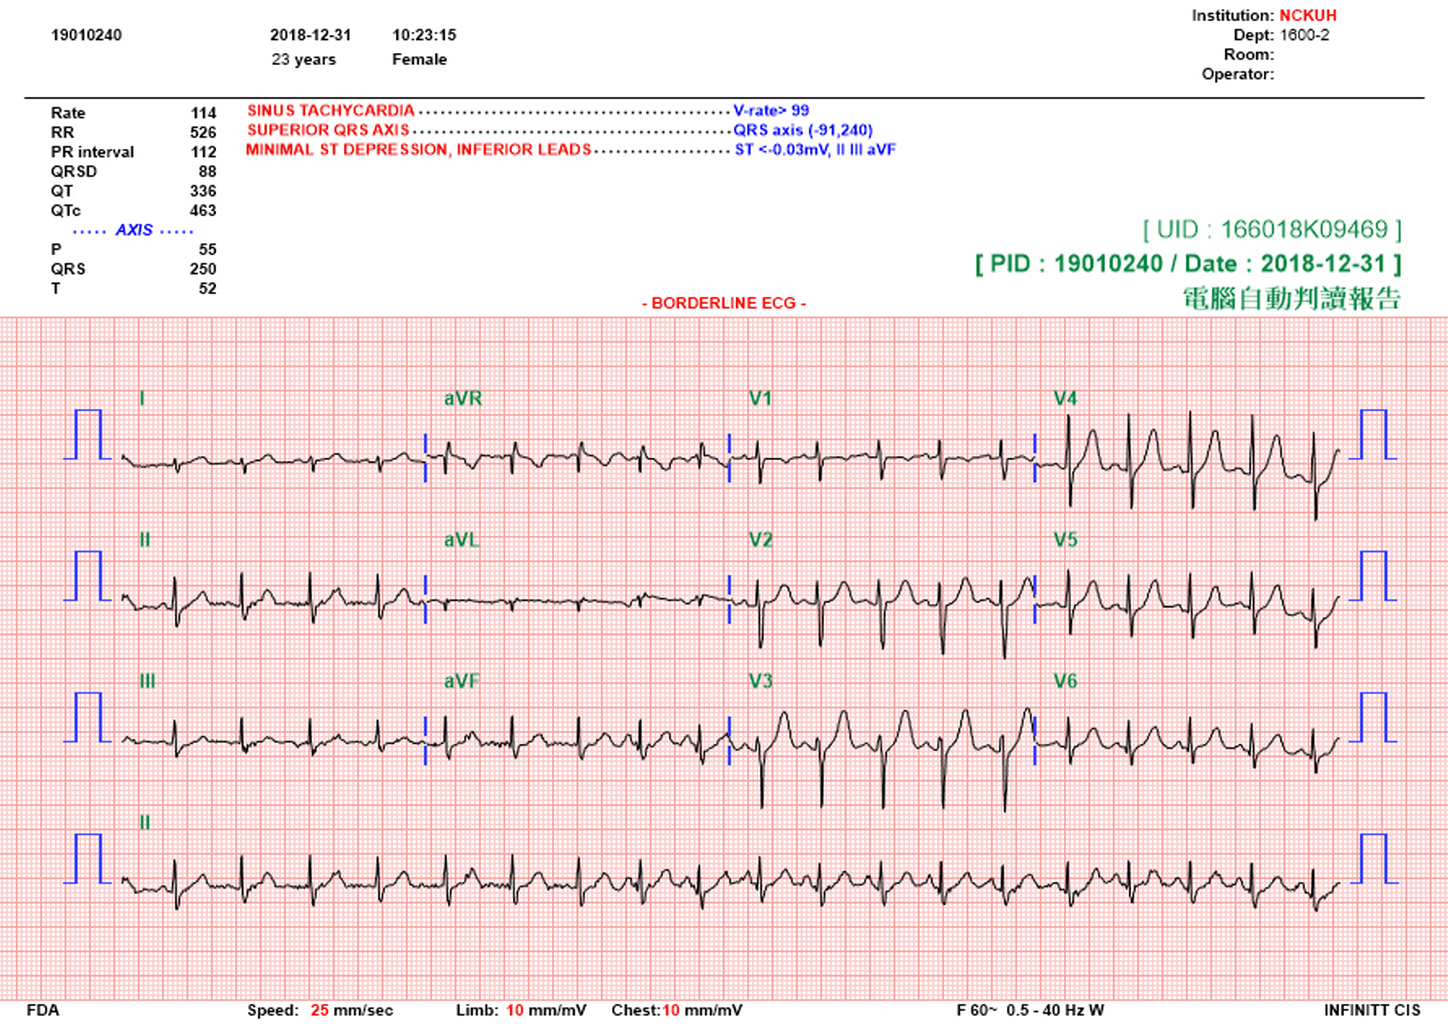 Institution: NCKUH
19010240 2018-12-31 10:23:15 Dept: 1600-2
Room:
23 years Female
Operator:
Rate 114 SINUS TACHYCARDIA V-rate> 99
RR 526 SUPERIOR QRS AXIS QRS axis (-91,240)
PR interval 112 MINIMAL ST DEPRESSION, INFERIOR LEADS ST <-0.03mV, II III aVF
QRSD 88
QT 336
QTc 463
····· AXIS ·····
P 55
QRS 250
T 52
[ UID : 166018K09469 ]
[ PID : 19010240 / Date : 2018-12-31 ]
電腦自動判讀報告
- BORDERLINE ECG -
I aVR V1 V4
II aVL V2 V5
III aVF V3 V6
II
FDA Speed: 25 mm/sec Limb: 10 mm/mV Chest:10 mm/mV F 60~ 0.5 - 40 Hz W INFINITT CIS